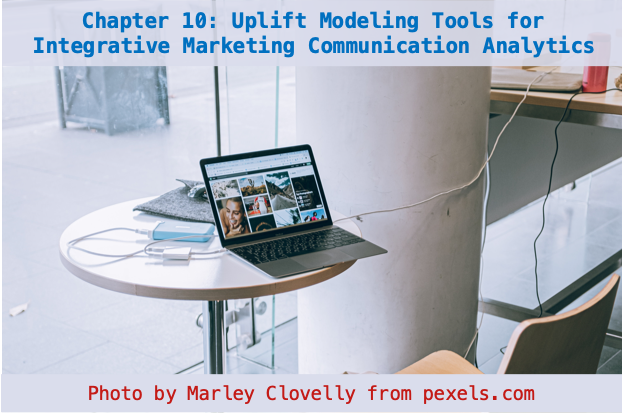 Chapter 10: Uplift Modeling Tools for
Integrative Marketing Communication Analytics
Photo by Marley Clovelly from pexels.com